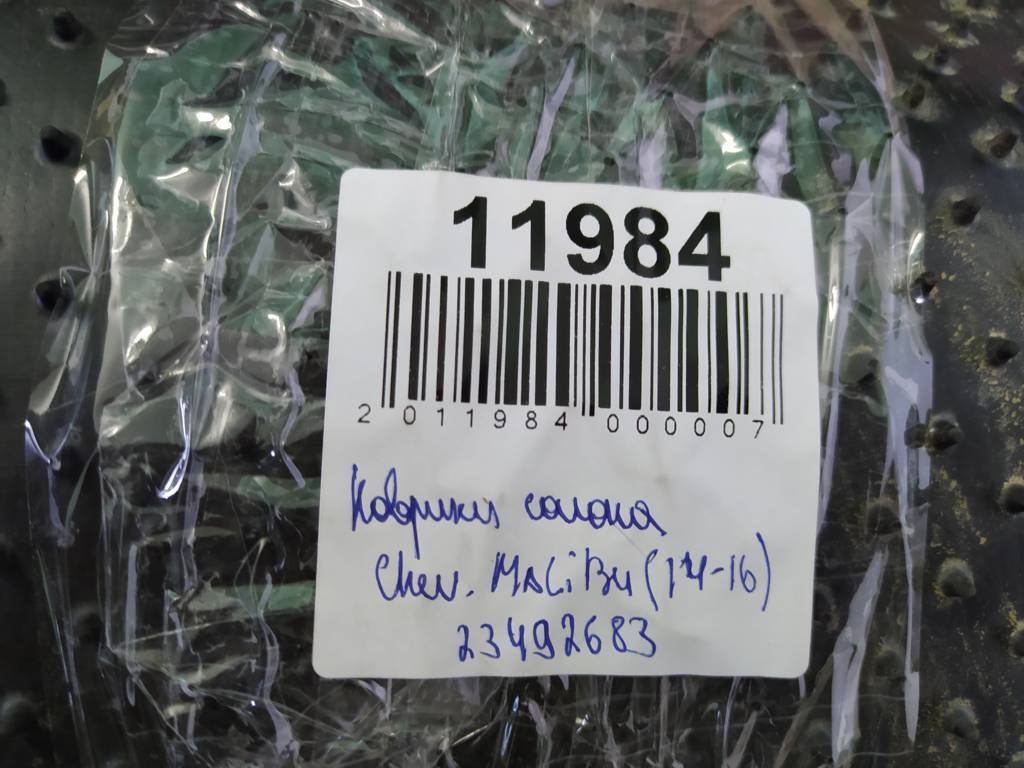 11984
2 011984 000007
Коврики салона
Chev. MALiBu (14-16)
23492683